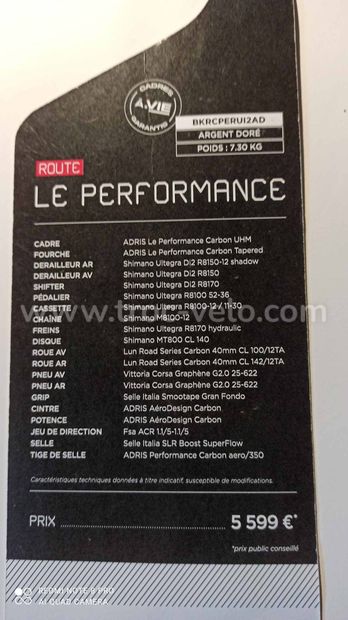 CADRES
A.VIE
GARANTIS
BKRCPERUI2AD
ARGENT DORÉ
POIDS : 7.30 KG
ROUTE
LE PERFORMANCE
CADRE ADRIS Le Performance Carbon UHM
FOURCHE ADRIS Le Performance Carbon Tapered
DERAILLEUR AR Shimano Ultegra Di2 R8150-12 shadow
DERAILLEUR AV Shimano Ultegra Di2 R8150
SHIFTER Shimano Ultegra Di2 R8170
PÉDALIER Shimano Ultegra R8100 52-36
CASSETTE Shimano Ultegra R8100-12v 11-30
CHAÎNE Shimano M8100-12
FREINS Shimano Ultegra R8170 hydraulic
DISQUE Shimano MT800 CL 140
ROUE AV Lun Road Series Carbon 40mm CL 100/12TA
ROUE AR Lun Road Series Carbon 40mm CL 142/12TA
PNEU AV Vittoria Corsa Graphène G2.0 25-622
PNEU AR Vittoria Corsa Graphène G2.0 25-622
GRIP Selle Italia Smootape Gran Fondo
CINTRE ADRIS AéroDesign Carbon
POTENCE ADRIS AéroDesign Carbon
JEU DE DIRECTION Fsa ACR 1.1/5-1.1/5
SELLE Selle Italia SLR Boost SuperFlow
TIGE DE SELLE ADRIS Performance Carbon aero/350
Caractéristiques techniques données à titre indicatif, susceptible de modifications.
PRIX 5 599 €*
*prix public conseillé
REDMI NOTE 8 PRO
AI QUAD CAMERA